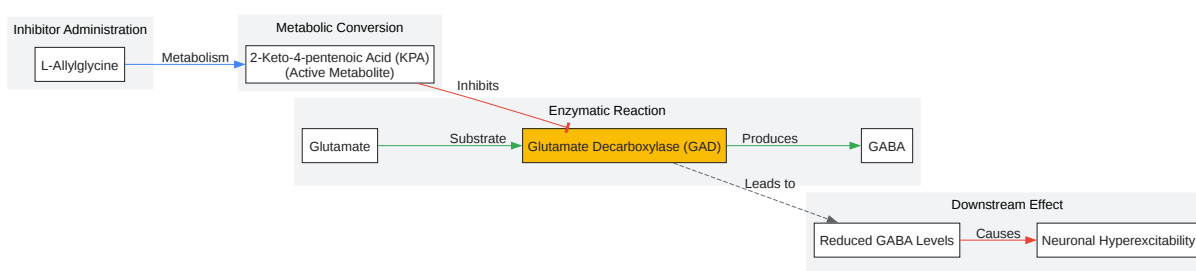 Inhibitor Administration
Metabolic Conversion
L-Allylglycine
Metabolism
2-Keto-4-pentenoic Acid (KPA)
(Active Metabolite)
Inhibits
Enzymatic Reaction
Glutamate
Substrate
Glutamate Decarboxylase (GAD)
Produces
GABA
Leads to
Downstream Effect
Reduced GABA Levels
Causes
Neuronal Hyperexcitability